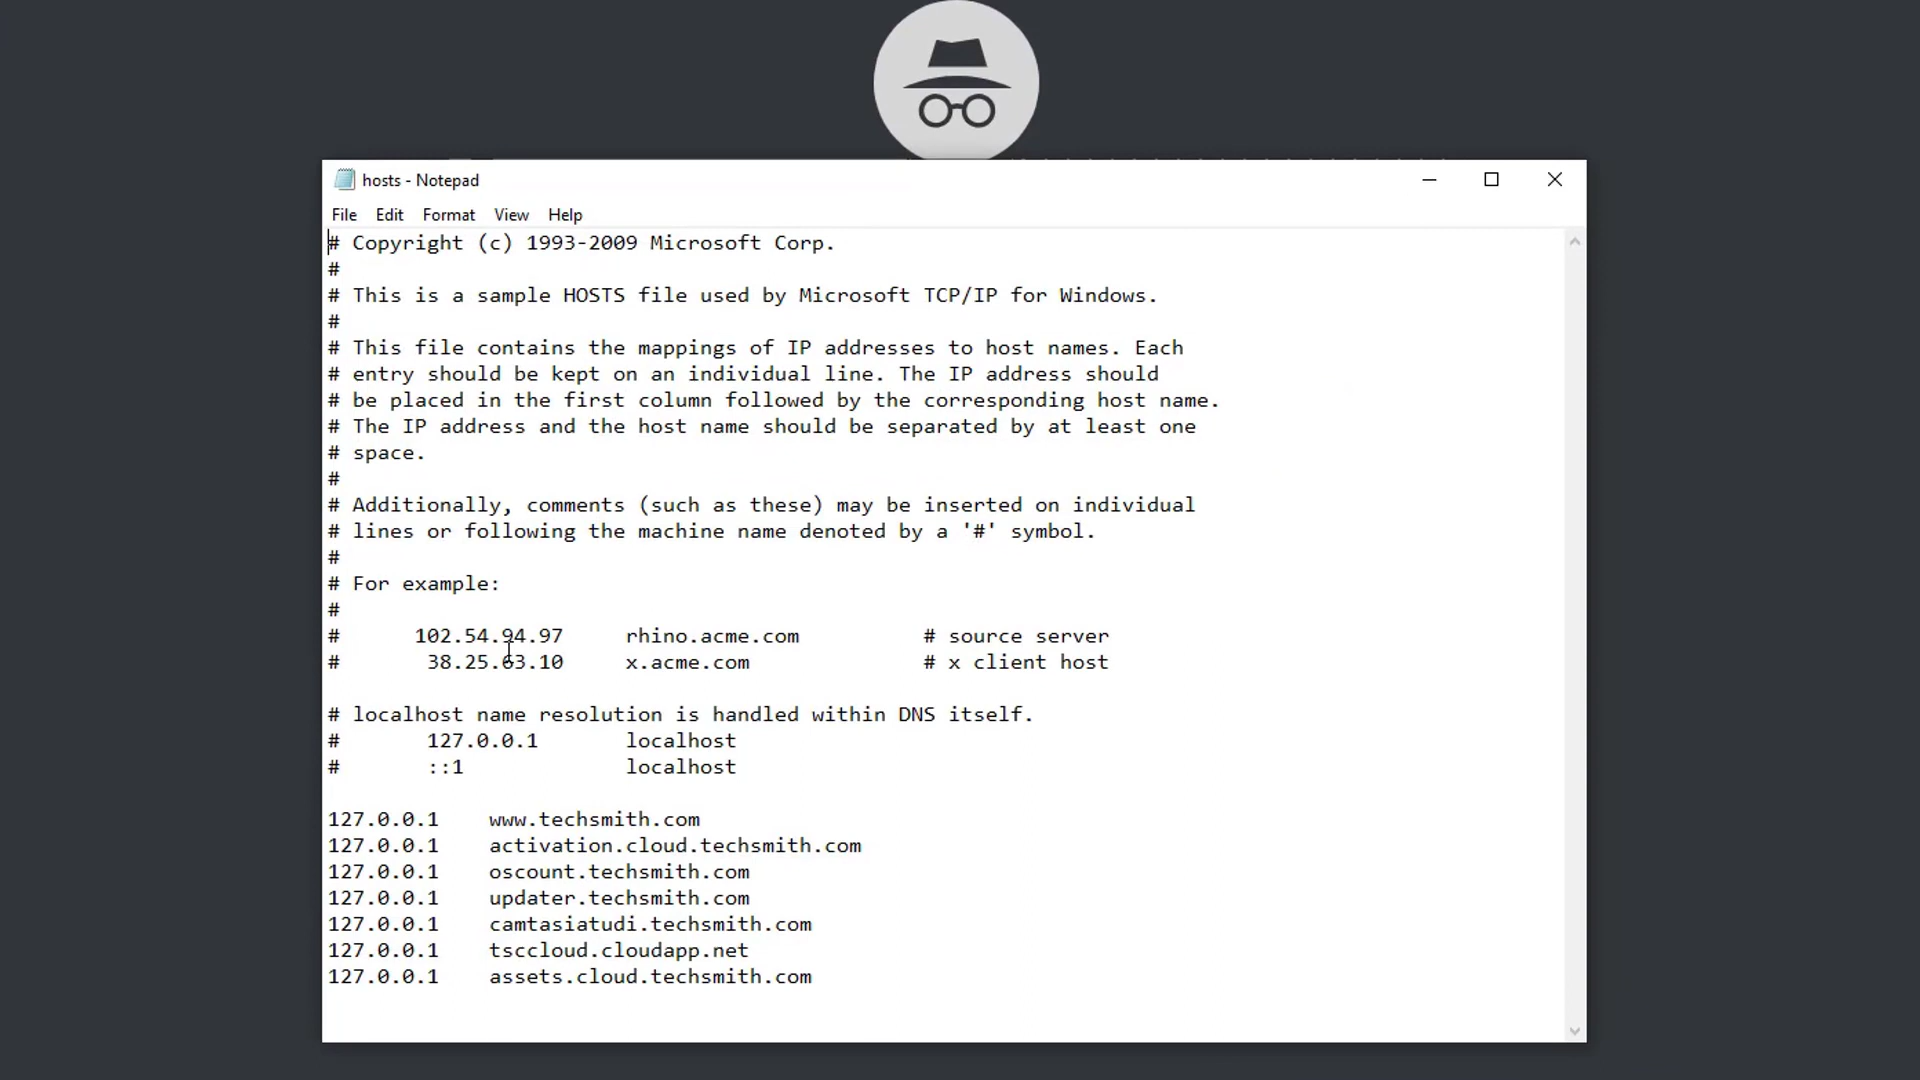 hosts - Notepad
File Edit Format View Help
# Copyright (c) 1993-2009 Microsoft Corp.
#
# This is a sample HOSTS file used by Microsoft TCP/IP for Windows.
#
# This file contains the mappings of IP addresses to host names. Each
# entry should be kept on an individual line. The IP address should
# be placed in the first column followed by the corresponding host name.
# The IP address and the host name should be separated by at least one
# space.
#
# Additionally, comments (such as these) may be inserted on individual
# lines or following the machine name denoted by a '#' symbol.
#
# For example:
#
# 102.54.94.97 rhino.acme.com # source server
# 38.25.63.10 x.acme.com # x client host
# localhost name resolution is handled within DNS itself.
# 127.0.0.1 localhost
# ::1 localhost
127.0.0.1 www.techsmith.com
127.0.0.1 activation.cloud.techsmith.com
127.0.0.1 oscount.techsmith.com
127.0.0.1 updater.techsmith.com
127.0.0.1 camtasiatudi.techsmith.com
127.0.0.1 tsccloud.cloudapp.net
127.0.0.1 assets.cloud.techsmith.com